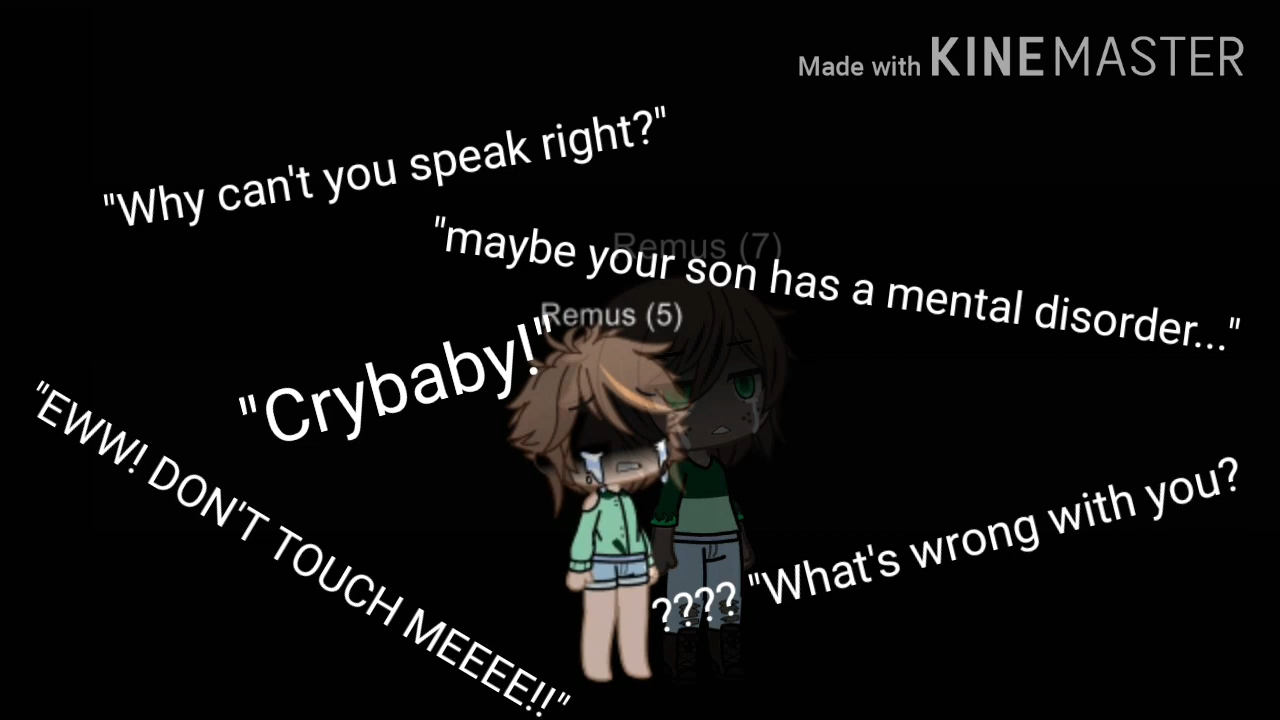 Made with KINEMASTER
"Why can't you speak right?"
"maybe your son has a mental disorder..."
Remus (7)
Remus (5)
"Crybaby!"
"EWW! DON'T TOUCH MEEEE!!"
???? "What's wrong with you?